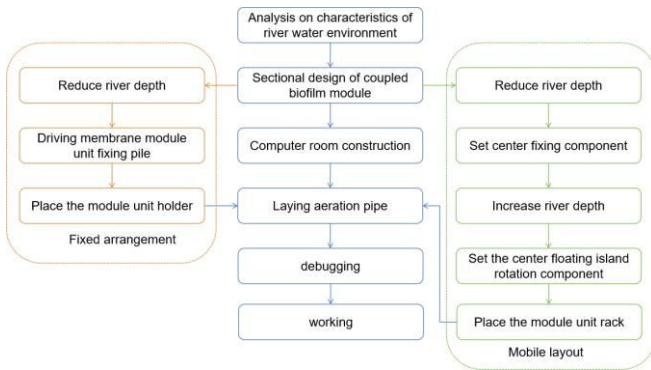 Analysis on characteristics of
river water environment
Reduce river depth
Sectional design of coupled
biofilm module
Reduce river depth
Driving membrane module
unit fixing pile
Computer room construction
Set center fixing component
Place the module unit holder
Laying aeration pipe
Increase river depth
Fixed arrangement
debugging
Set the center floating island
rotation component
working
Place the module unit rack
Mobile layout